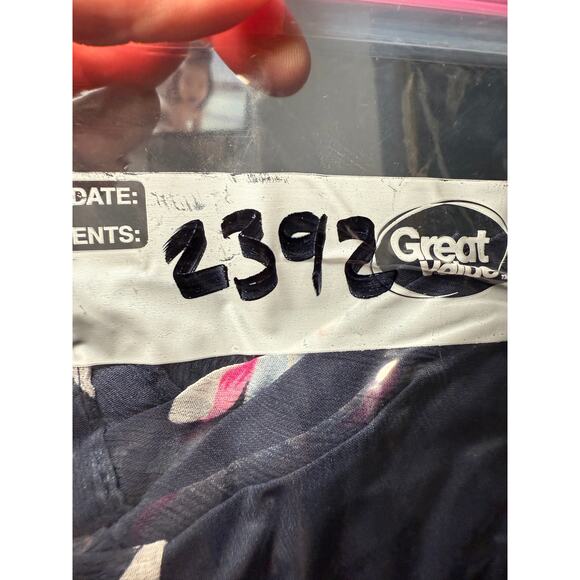 DATE:
ENTS:
2392
Great
Value